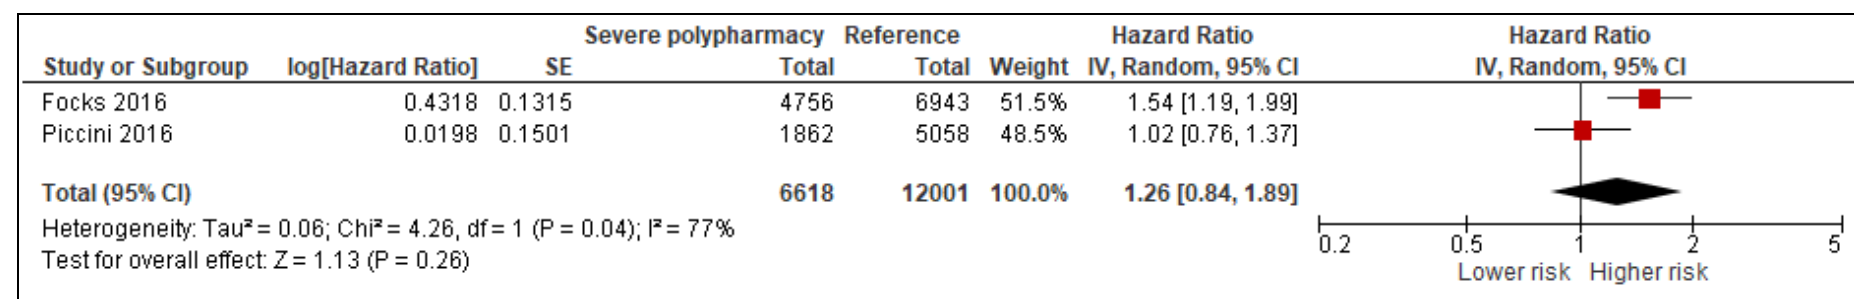 Severe polypharmacy Reference Hazard Ratio Hazard Ratio
Study or Subgroup log[Hazard Ratio] SE Total Total Weight IV, Random, 95% CI IV, Random, 95% CI
Focks 2016 0.4318 0.1315 4756 6943 51.5% 1.54 [1.19, 1.99]
Piccini 2016 0.0198 0.1501 1862 5058 48.5% 1.02 [0.76, 1.37]
Total (95% CI) 6618 12001 100.0% 1.26 [0.84, 1.89]
Heterogeneity: Tau² = 0.06; Chi² = 4.26, df = 1 (P = 0.04); I² = 77%
Test for overall effect: Z = 1.13 (P = 0.26)
0.2 0.5 1 2 5
Lower risk Higher risk